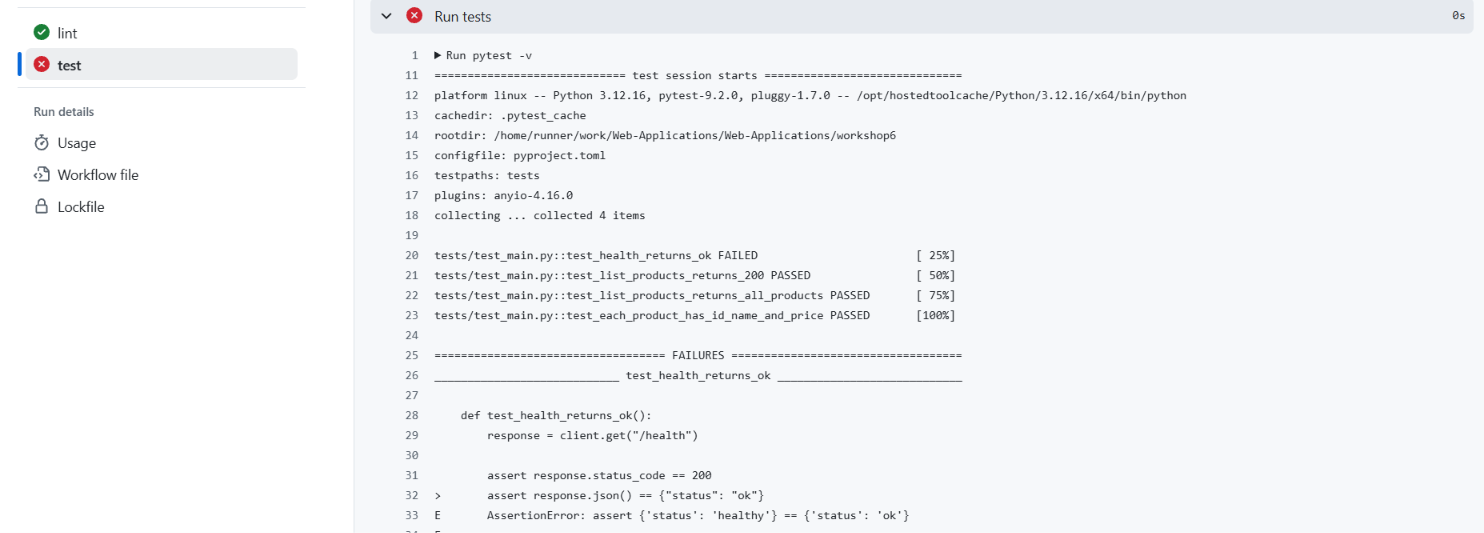 lint
test
Run details
Usage
Workflow file
Lockfile
Run tests
0s
1 Run pytest -v
11 ============================= test session starts ==============================
12 platform linux -- Python 3.12.16, pytest-9.2.0, pluggy-1.7.0 -- /opt/hostedtoolcache/Python/3.12.16/x64/bin/python
13 cachedir: .pytest_cache
14 rootdir: /home/runner/work/Web-Applications/Web-Applications/workshop6
15 configfile: pyproject.toml
16 testpaths: tests
17 plugins: anyio-4.16.0
18 collecting ... collected 4 items
19
20 tests/test_main.py::test_health_returns_ok FAILED [ 25%]
21 tests/test_main.py::test_list_products_returns_200 PASSED [ 50%]
22 tests/test_main.py::test_list_products_returns_all_products PASSED [ 75%]
23 tests/test_main.py::test_each_product_has_id_name_and_price PASSED [100%]
24
25 =================================== FAILURES ===================================
26 ____________________________ test_health_returns_ok ____________________________
27
28 def test_health_returns_ok():
29 response = client.get("/health")
30
31 assert response.status_code == 200
32 > assert response.json() == {"status": "ok"}
33 E AssertionError: assert {'status': 'healthy'} == {'status': 'ok'}